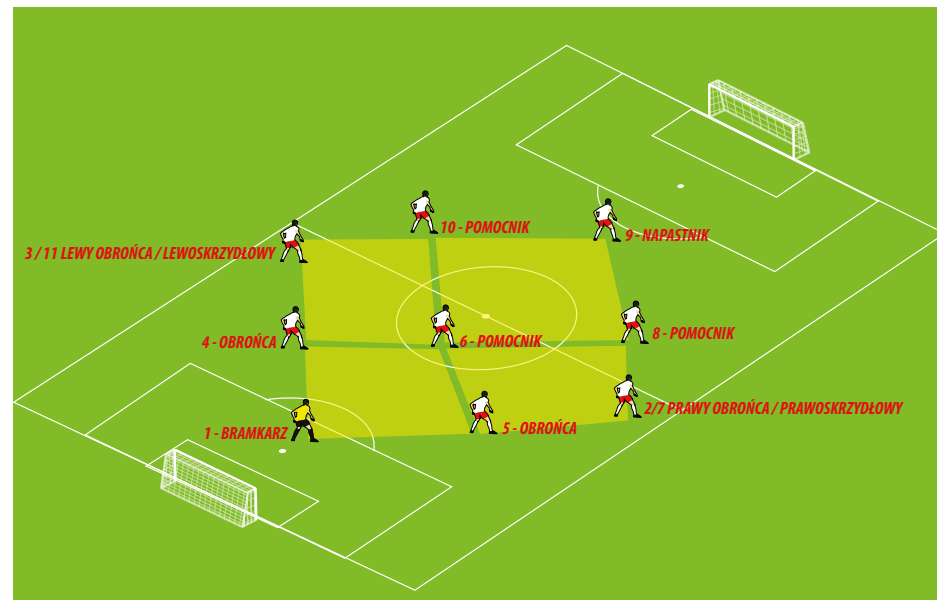 10 - POMOCNIK
9 - NAPASTNIK
3 / 11 LEWY OBROŃCA / LEWOSKRZYDŁOWY
4 - OBROŃCA
6 - POMOCNIK
8 - POMOCNIK
2/7 PRAWY OBROŃCA / PRAWOSKRZYDŁOWY
1 - BRAMKARZ
5 - OBROŃCA